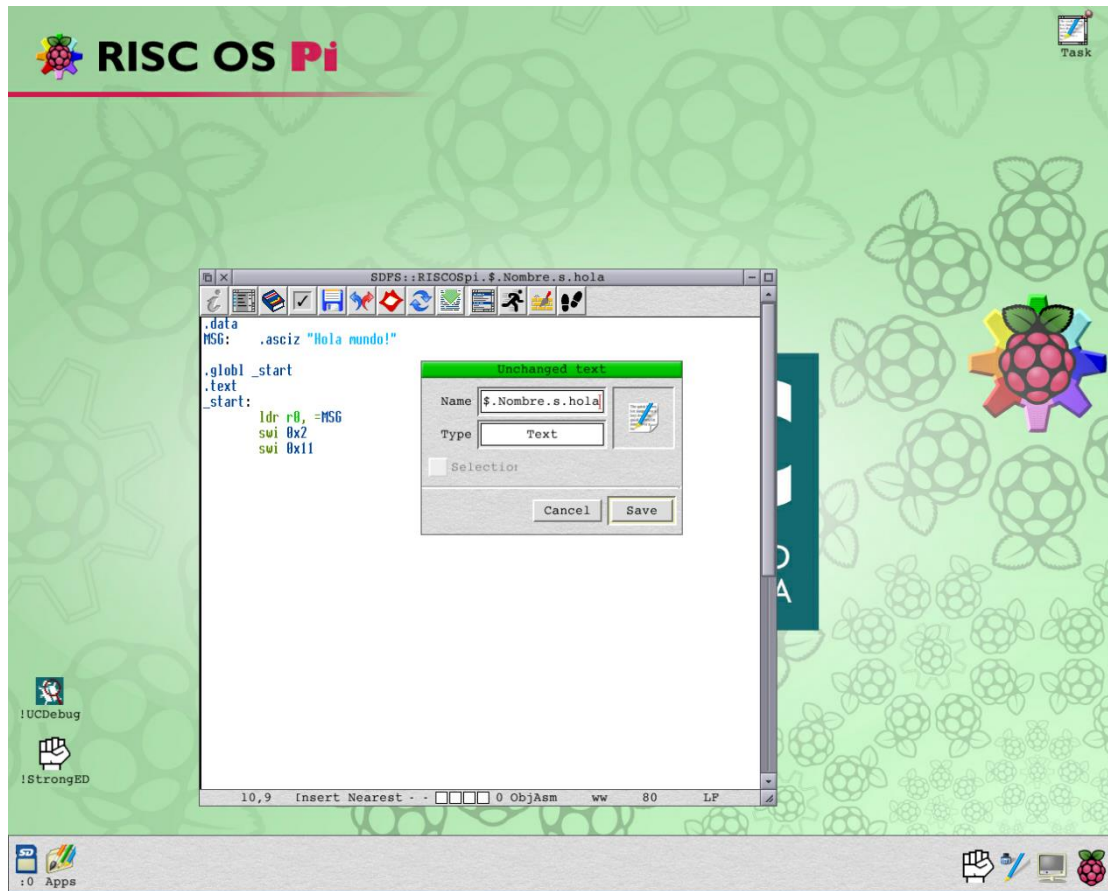 RISC OS Pi
Task
SDFS::RISCOSpi.$.Nombre.s.hola
.data
MSG: .asciz "Hola mundo!"
.globl _start
.text
_start:
ldr r0, =MSG
swi 0x2
swi 0x11
Unchanged text
Name $.Nombre.s.hola
Type Text
Selection
Cancel Save
!UCDebug
!StrongED
10,9 Insert Nearest - - 0 ObjAsm ww 80 LF
SD
:0 Apps